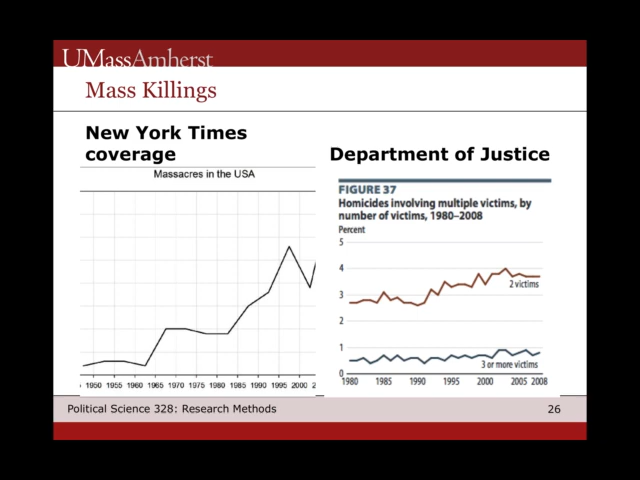 UMassAmherst
Mass Killings
New York Times
coverage
Massacres in the USA
1950 1955 1960 1965 1970 1975 1980 1985 1990 1995 2000 2
Department of Justice
FIGURE 37
Homicides involving multiple victims, by
number of victims, 1980–2008
Percent
5
4
2 victims
3
2
1
3 or more victims
0
1980 1985 1990 1995 2000 2005 2008
Political Science 328: Research Methods
26